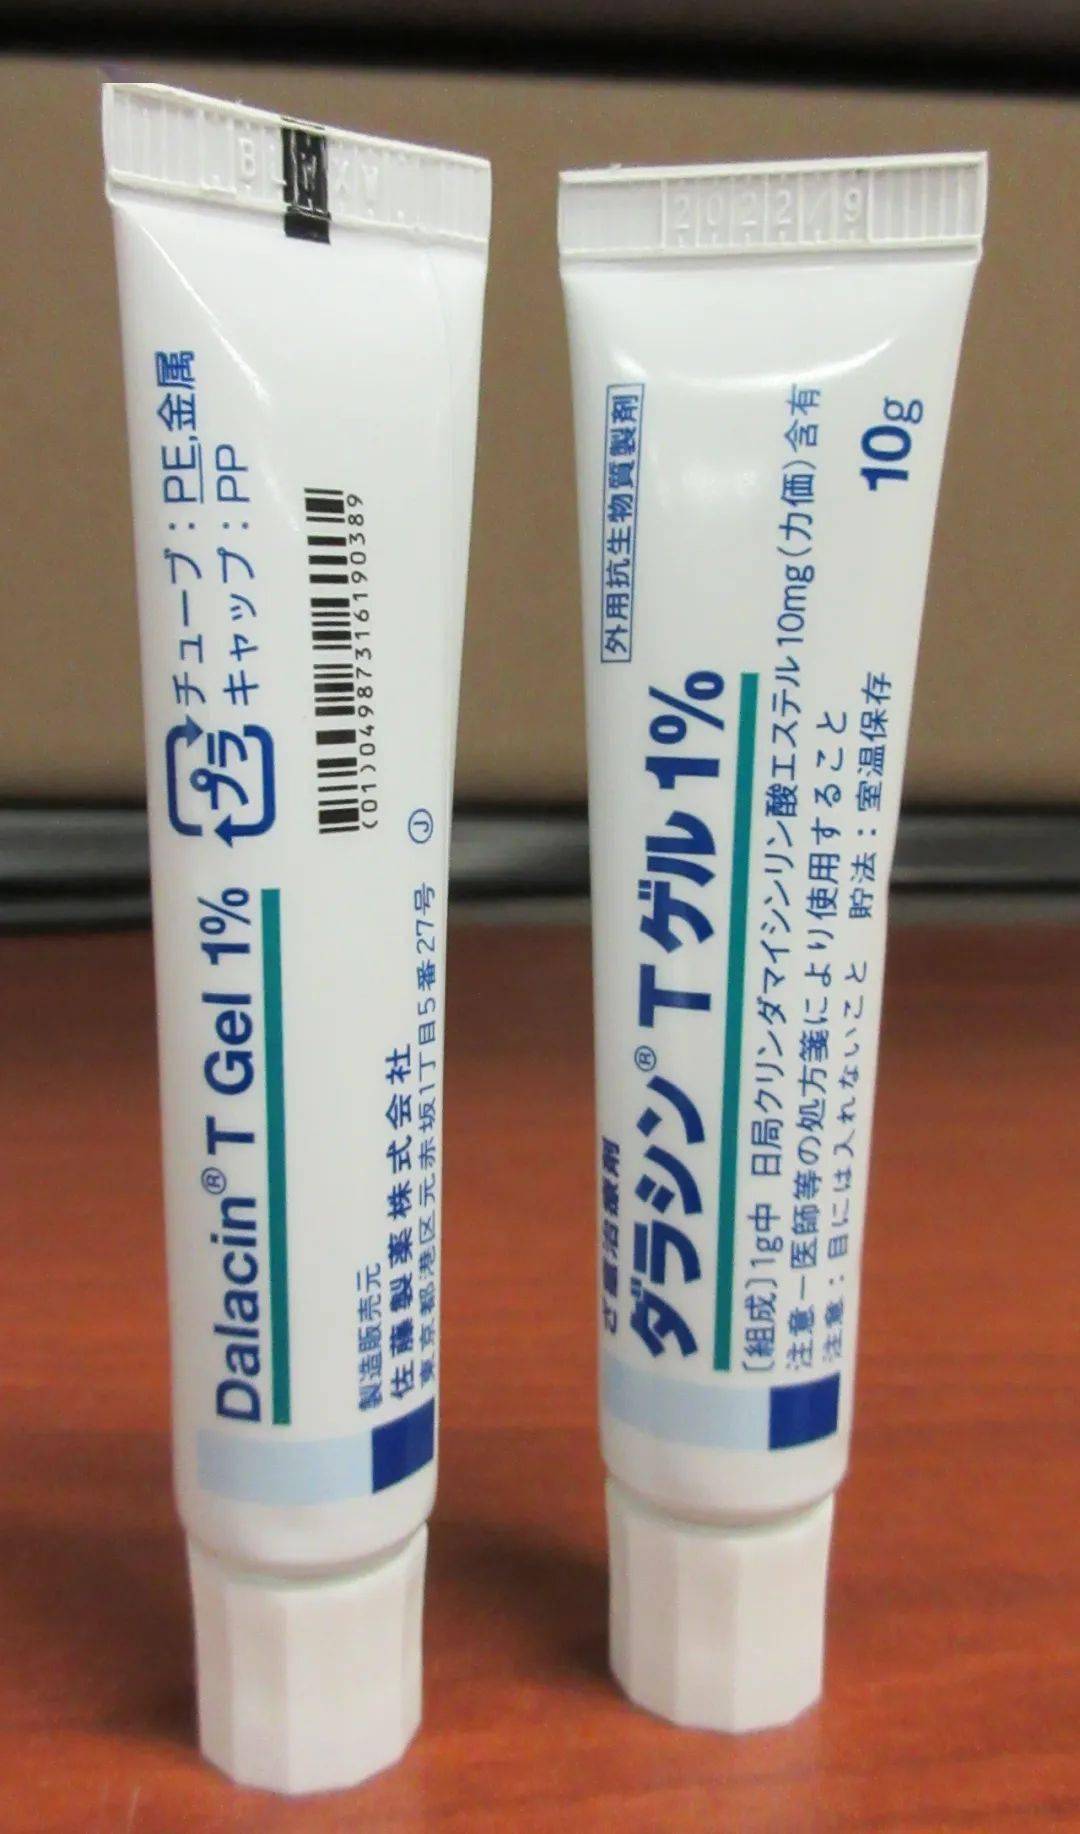 Dalacin® T Gel 1%
プラ
チューブ：PE,金属
キャップ：PP
(01)04987316190389
製造販売元
佐藤製薬株式会社
東京都港区元赤坂1丁目5番27号 Ⓙ
2022/9
外用抗生物質製剤
ざ瘡治療剤
ダラシン® Tゲル1%
〔組成〕1g中 日局クリンダマイシンリン酸エステル10mg(力価)含有
注意－医師等の処方箋により使用すること
注意：目には入れないこと 貯法：室温保存
10g